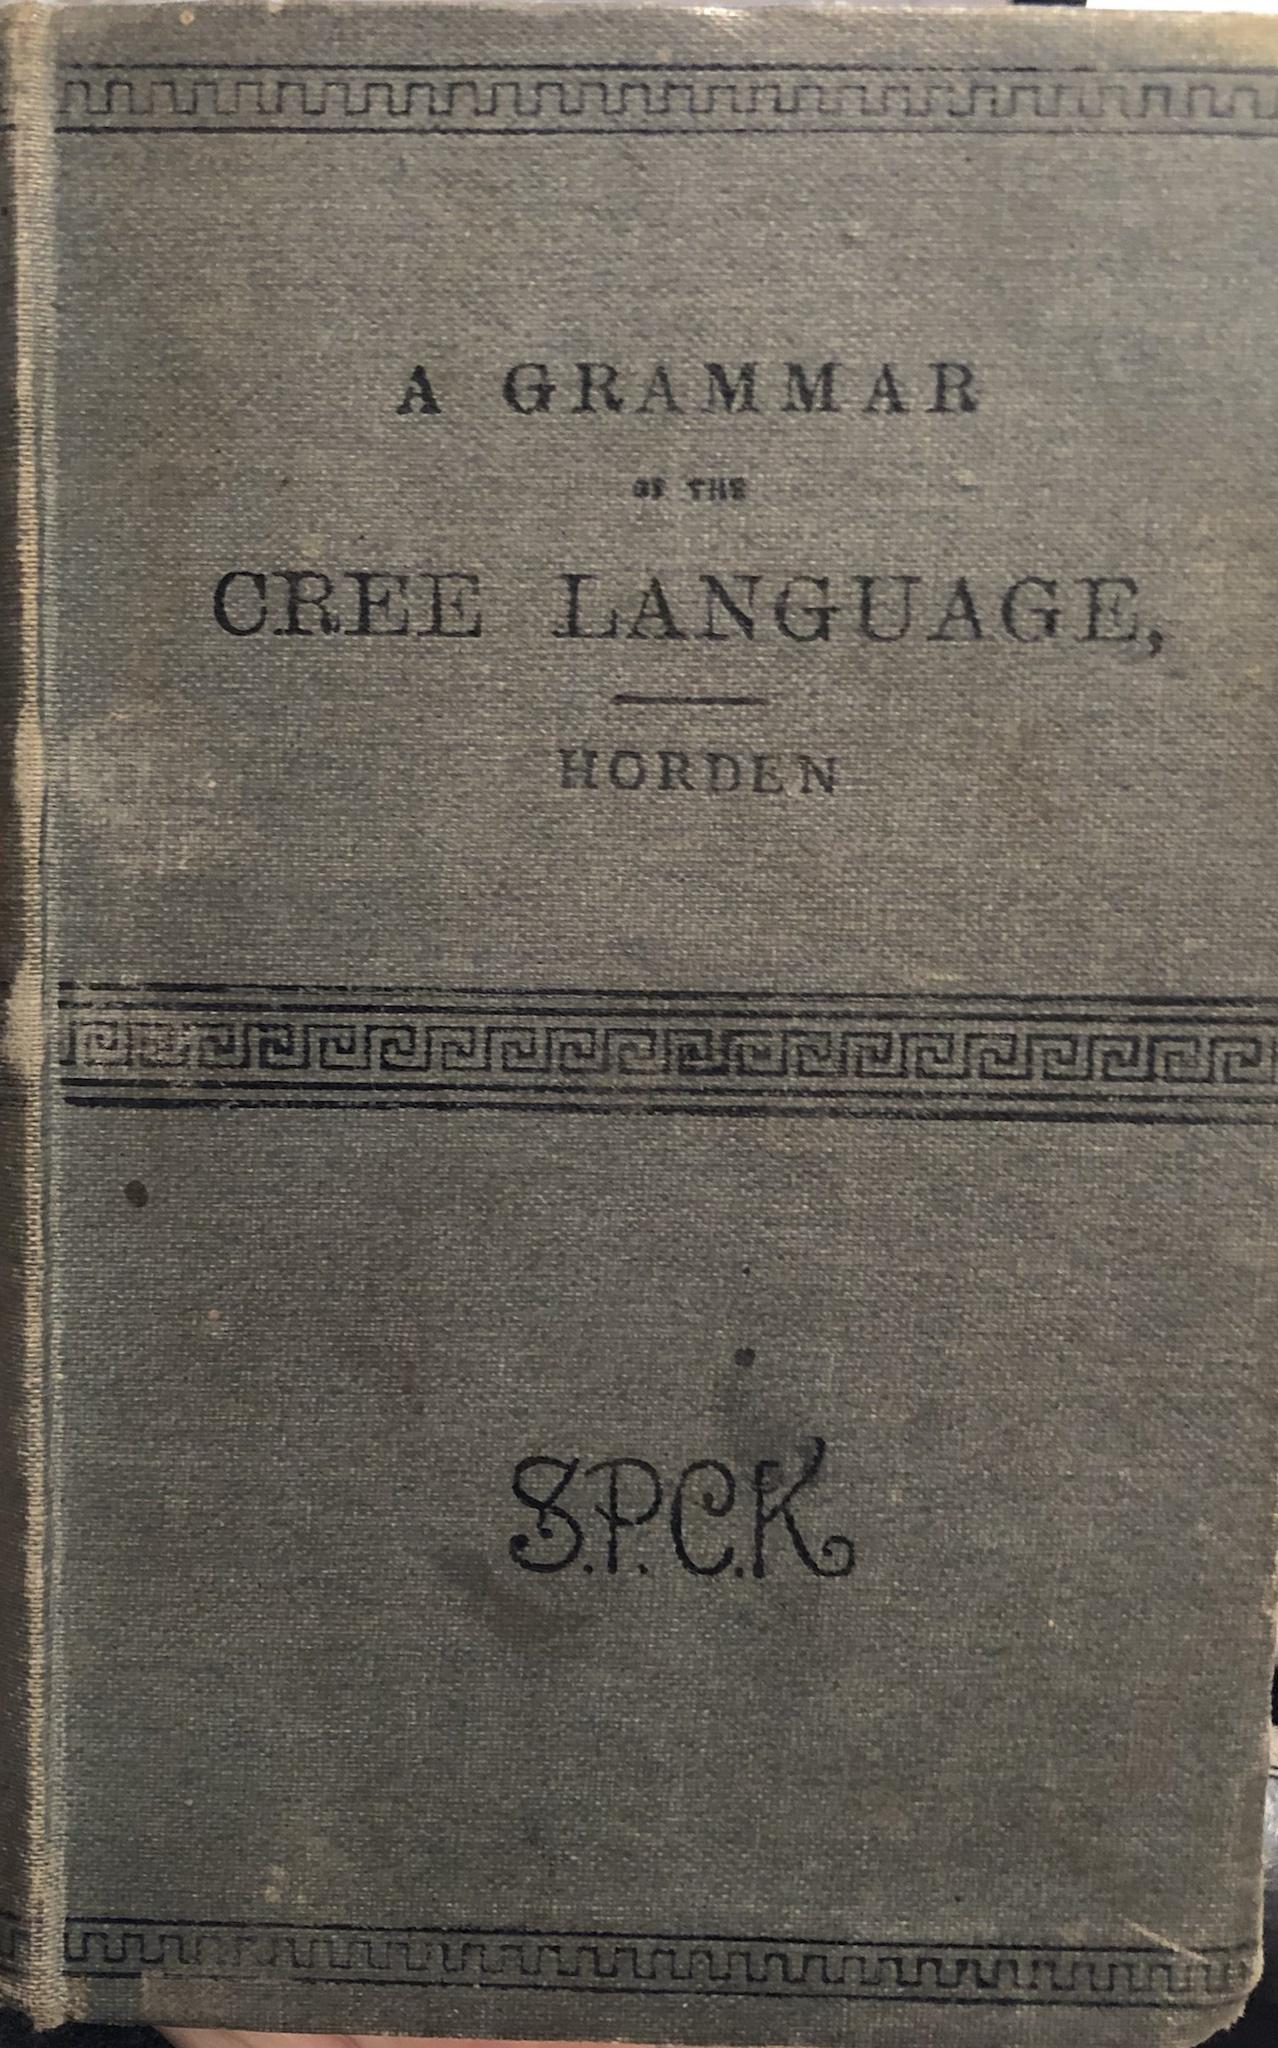 A GRAMMAR
OF THE
CREE LANGUAGE,
HORDEN
S.P.C.K